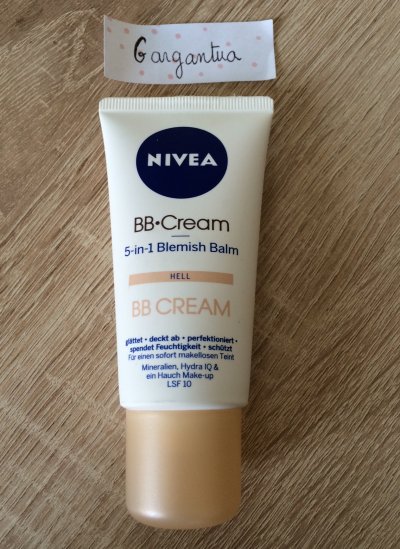 Gargantua
NIVEA
BB•Cream
5-in-1 Blemish Balm
HELL
BB CREAM
glättet • deckt ab • perfektioniert •
spendet Feuchtigkeit • schützt
Für einen sofort makellosen Teint
Mineralien, Hydra IQ &
ein Hauch Make-up
LSF 10